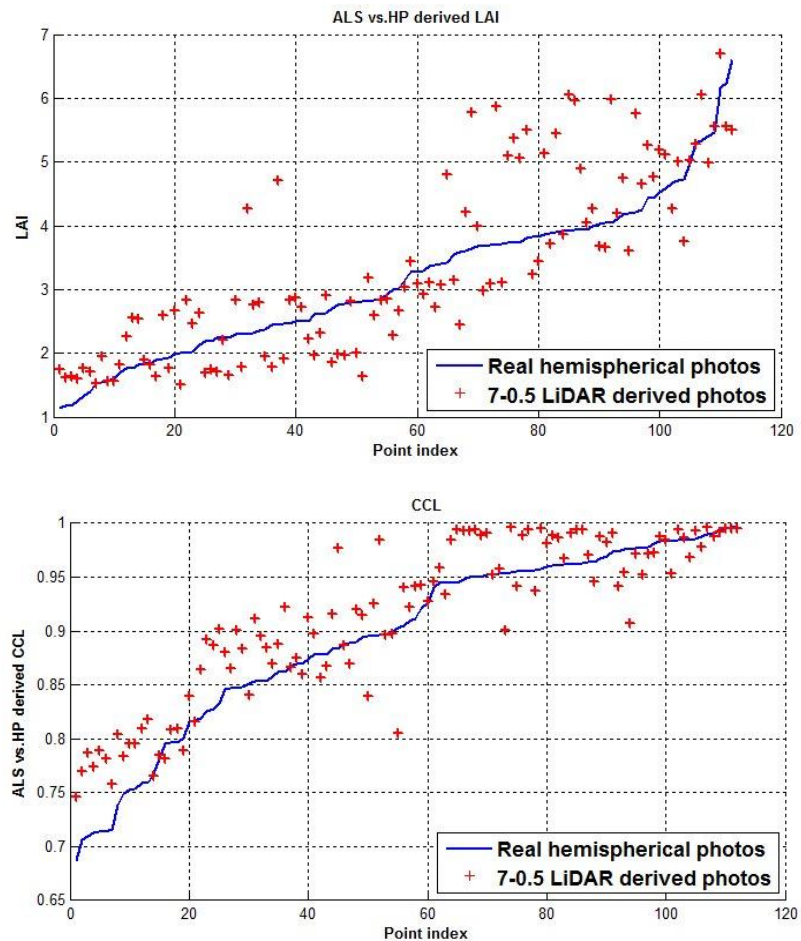 ALS vs.HP derived LAI
7
6
5
4
3
2
1
LAI
0
20
40
60
80
100
120
Point index
Real hemispherical photos
7-0.5 LiDAR derived photos
CCL
1
0.95
0.9
0.85
0.8
0.75
0.7
0.65
ALS vs.HP derived CCL
0
20
40
60
80
100
120
Point index
Real hemispherical photos
7-0.5 LiDAR derived photos